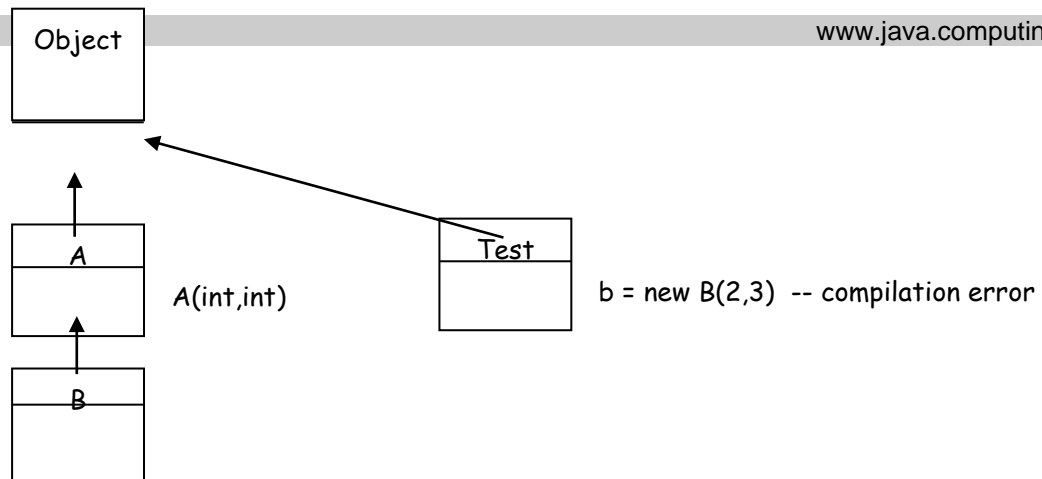 www.java.computin
Object
A
Test
A(int,int)
b = new B(2,3) -- compilation error
B